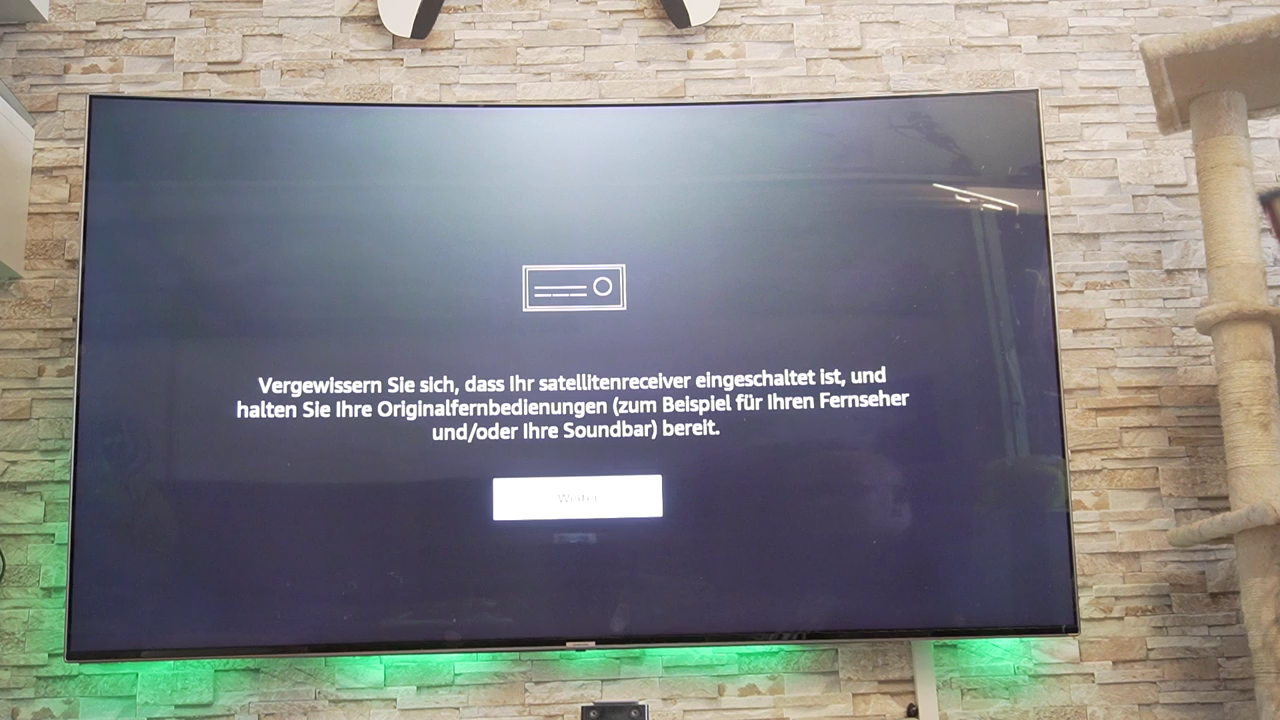 Vergewissern Sie sich, dass Ihr satellitenreceiver eingeschaltet ist, und
halten Sie Ihre Originalfernbedienungen (zum Beispiel für Ihren Fernseher
und/oder Ihre Soundbar) bereit.
Weiter